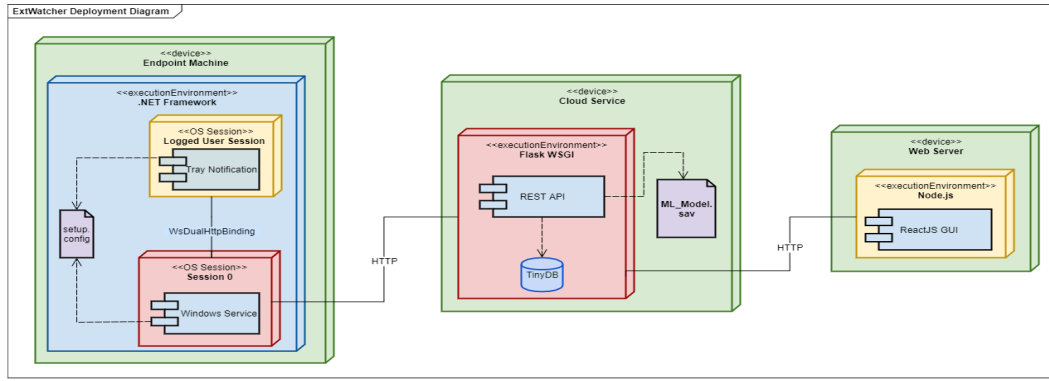 ExtWatcher Deployment Diagram
<<device>>
Endpoint Machine
<<executionEnvironment>>
.NET Framework
<<OS Session>>
Logged User Session
Tray Notification
setup.
config
WsDualHttpBinding
<<OS Session>>
Session 0
Windows Service
HTTP
<<device>>
Cloud Service
<<executionEnvironment>>
Flask WSGI
REST API
TinyDB
ML_Model.
sav
HTTP
<<device>>
Web Server
<<executionEnvironment>>
Node.js
ReactJS GUI